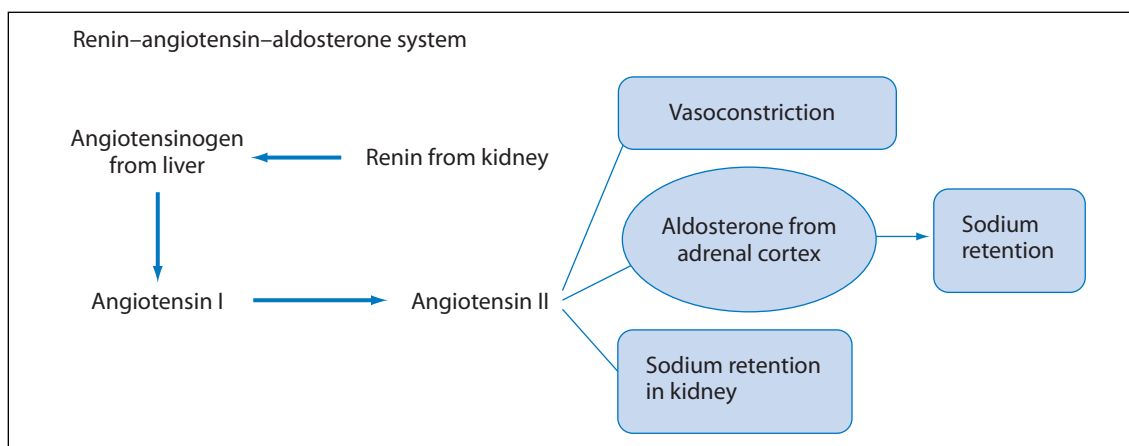 Renin–angiotensin–aldosterone system
Vasoconstriction
Angiotensinogen
from liver
Renin from kidney
Aldosterone from
adrenal cortex
Sodium
retention
Angiotensin I
Angiotensin II
Sodium retention
in kidney